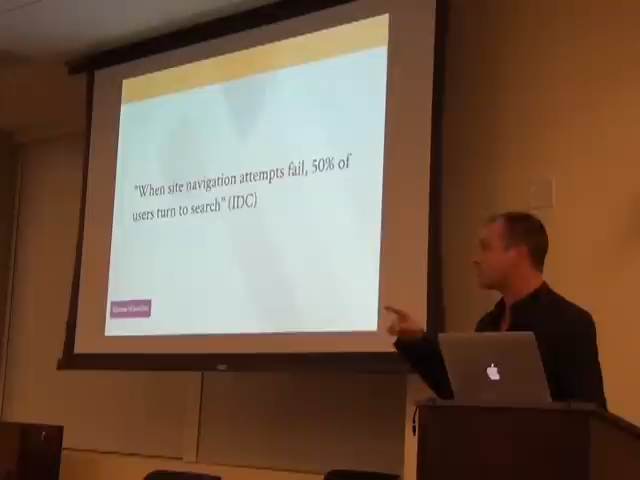 "When site navigation attempts fail, 50% of
users turn to search" (IDC)